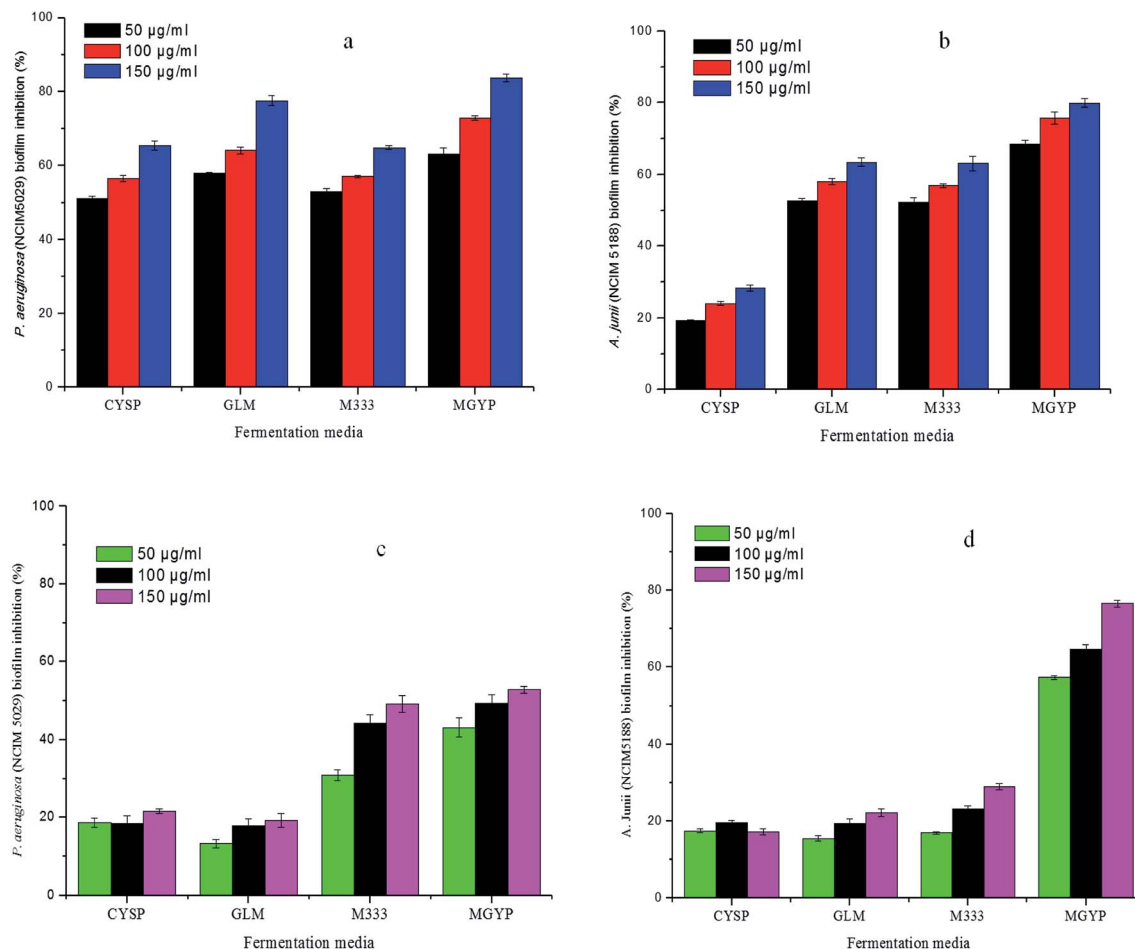 100
80
60
40
20
0
P. aeruginosa (NCIM5029) biofilm inhibition (%)
50 µg/ml
100 µg/ml
150 µg/ml
a
CYSP GLM M333 MGYP
Fermentation media
100
80
60
40
20
0
A. junii (NCIM 5188) biofilm inhibition (%)
50 µg/ml
100 µg/ml
150 µg/ml
b
CYSP GLM M333 MGYP
Fermentation media
100
80
60
40
20
0
P. aeruginosa (NCIM 5029) biofilm inhibition (%)
50 µg/ml
100 µg/ml
150 µg/ml
c
CYSP GLM M333 MGYP
Fermentation media
100
80
60
40
20
0
A. Junii (NCIM5188) biofilm inhibition (%)
50 µg/ml
100 µg/ml
150 µg/ml
d
CYSP GLM M333 MGYP
Fermentation media